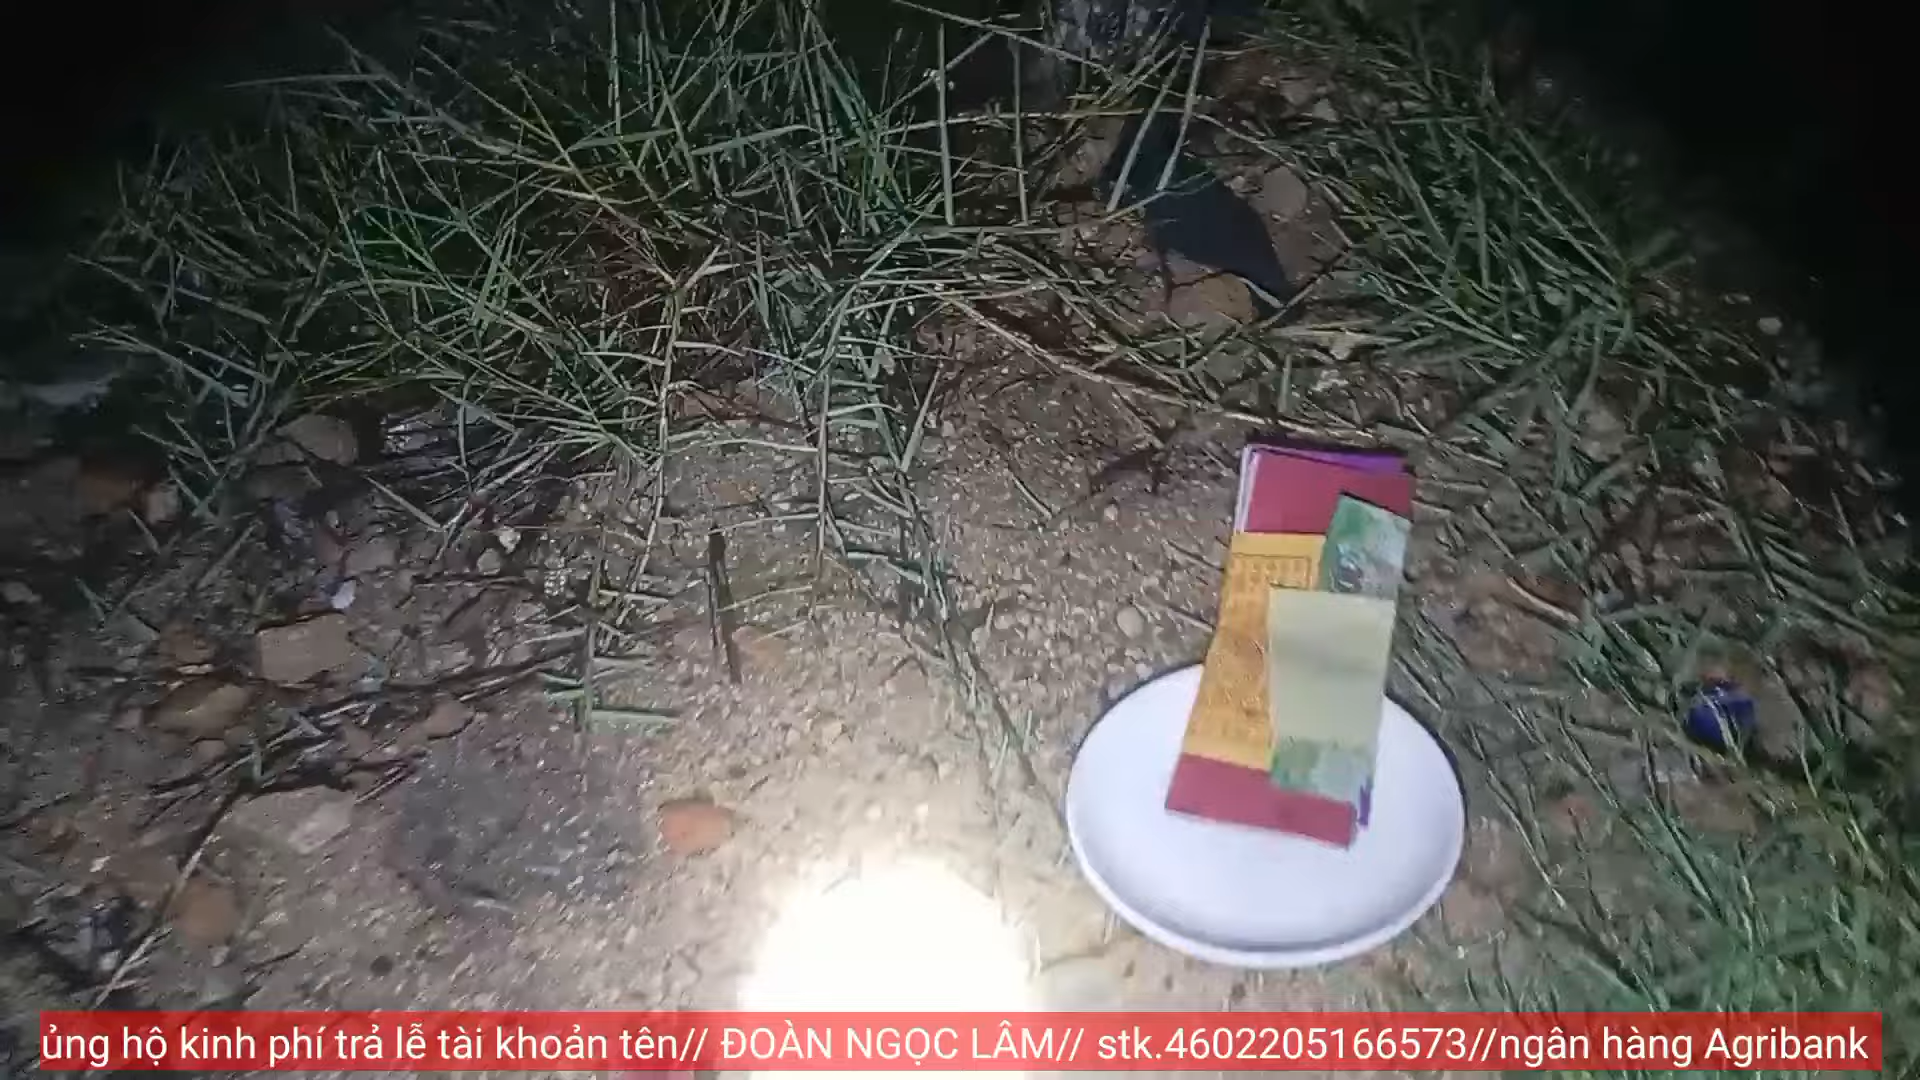 ủng hộ kinh phí trả lễ tài khoản tên// ĐOÀN NGỌC LÂM// stk.4602205166573//ngân hàng Agribank